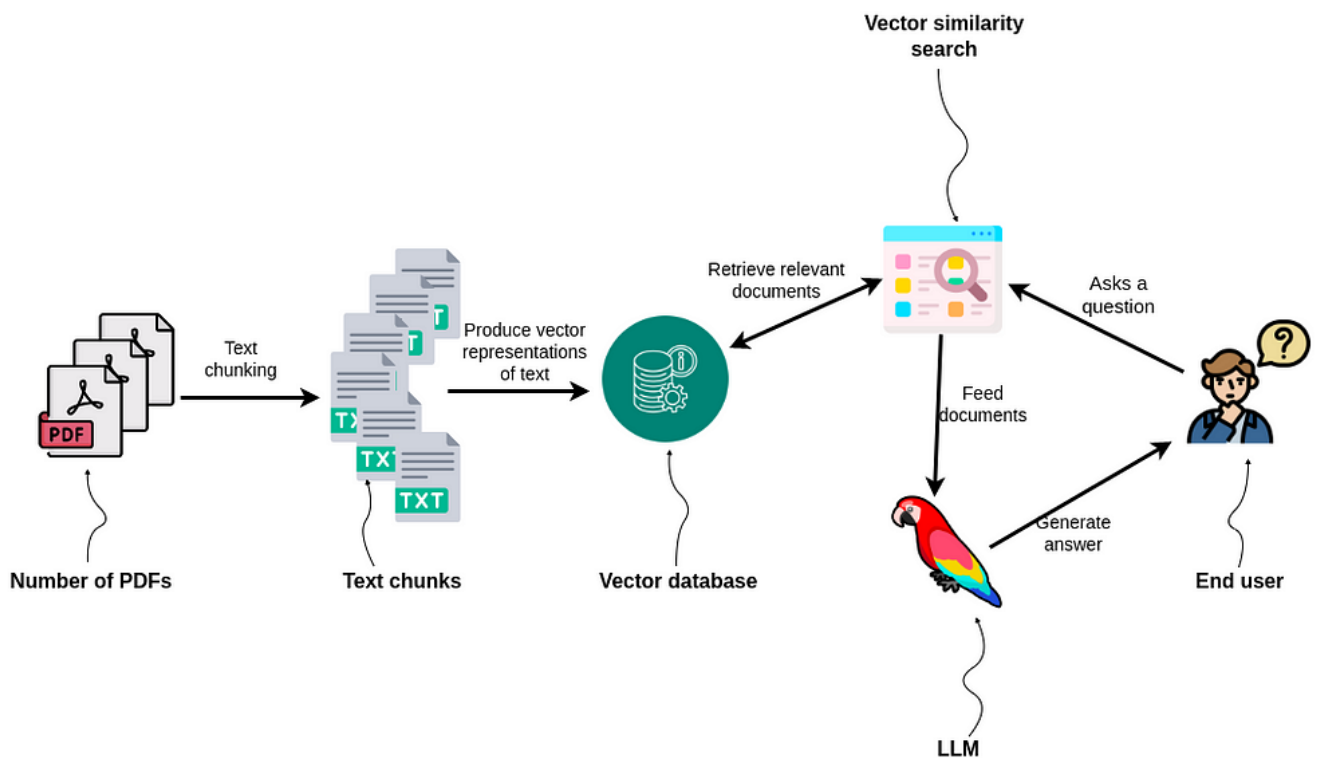 Vector similarity
search
Retrieve relevant
documents
Asks a
question
?
Text
chunking
Produce vector
representations
of text
T
T
Feed
documents
PDF
TX
TXT
TXT
Generate
answer
Number of PDFs
Text chunks
Vector database
End user
LLM